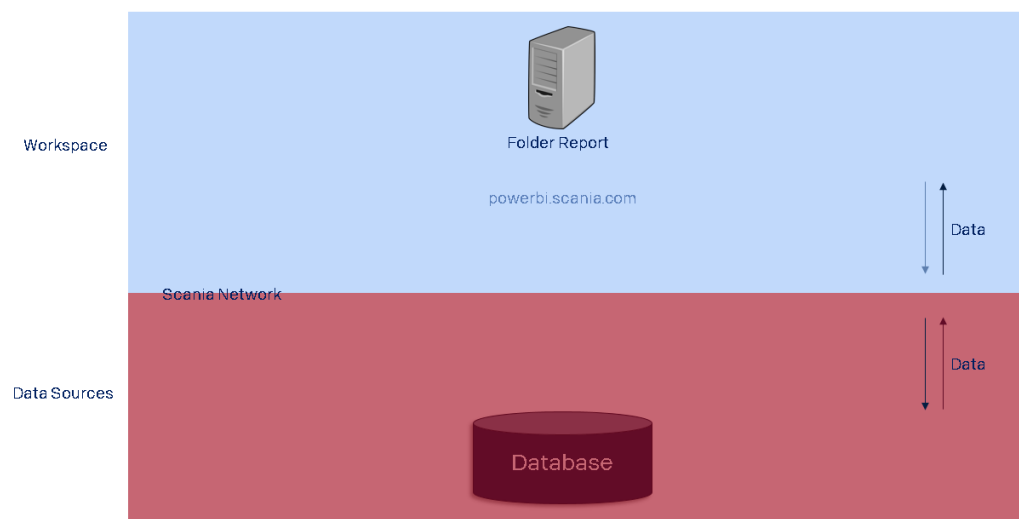 Folder Report
Workspace
powerbi.scania.com
Data
Scania Network
Data
Data Sources
Database